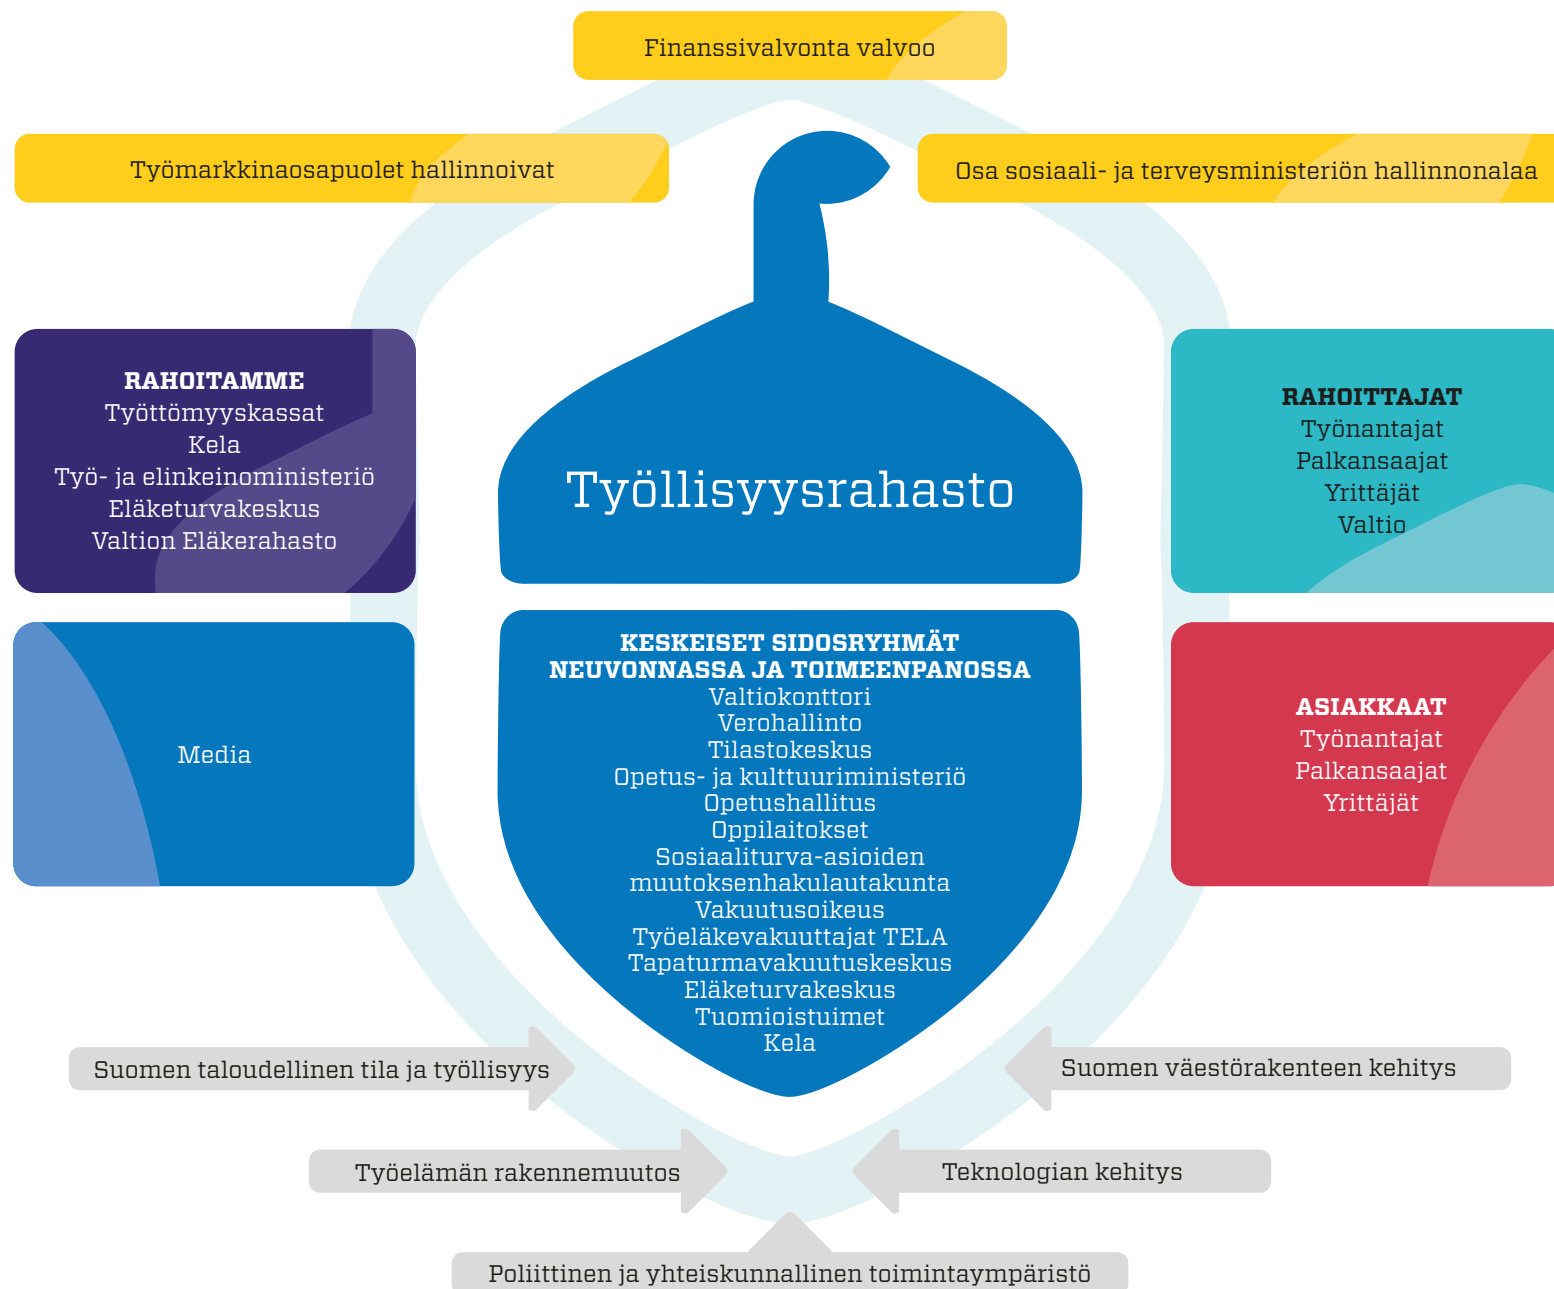 Finanssivalvonta valvoo
Työmarkkinaosapuolet hallinnoivat
Osa sosiaali- ja terveysministeriön hallinnonalaa
RAHOITAMME
Työttömyyskassat
Kela
Työ- ja elinkeinoministeriö
Eläketurvakeskus
Valtion Eläkerahasto
Työllisyysrahasto
RAHOITTAJAT
Työnantajat
Palkansaajat
Yrittäjät
Valtio
Media
KESKEISET SIDOSRYHMÄT
NEUVONNASSA JA TOIMEENPANOSSA
Valtiokonttori
Verohallinto
Tilastokeskus
Opetus- ja kulttuuriministeriö
Opetushallitus
Oppilaitokset
Sosiaaliturva-asioiden
muutoksenhakulautakunta
Vakuutusoikeus
Työeläkevakuuttajat TELA
Tapaturmavakuutuskeskus
Eläketurvakeskus
Tuomioistuimet
Kela
ASIAKKAAT
Työnantajat
Palkansaajat
Yrittäjät
Suomen taloudellinen tila ja työllisyys
Suomen väestörakenteen kehitys
Työelämän rakennemuutos
Teknologian kehitys
Poliittinen ja yhteiskunnallinen toimintaympäristö